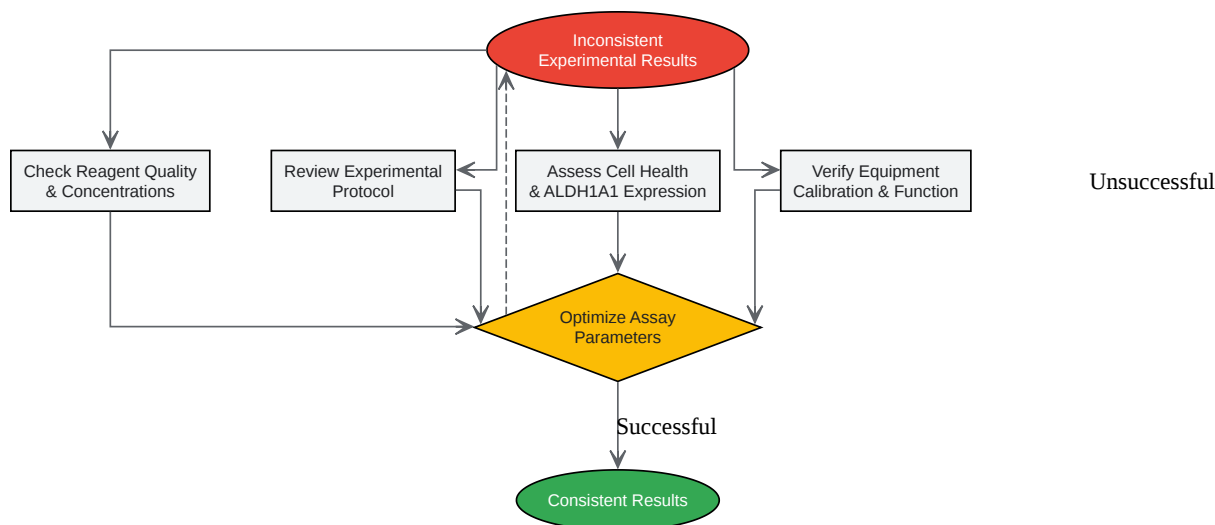 Inconsistent
Experimental Results
Check Reagent Quality
& Concentrations
Review Experimental
Protocol
Assess Cell Health
& ALDH1A1 Expression
Verify Equipment
Calibration & Function
Unsuccessful
Optimize Assay
Parameters
Successful
Consistent Results